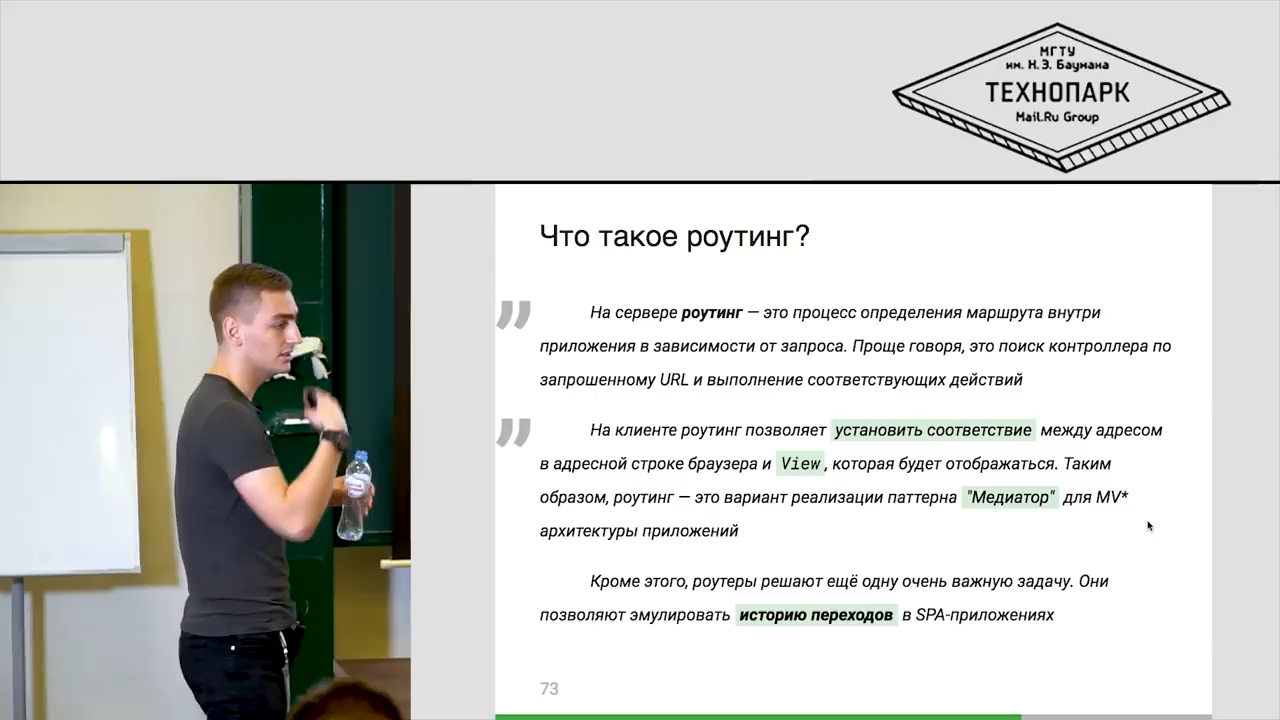 МГТУ
им. Н.Э. Баумана
ТЕХНОПАРК
Mail.Ru Group
Что такое роутинг?
На сервере роутинг — это процесс определения маршрута внутри
приложения в зависимости от запроса. Проще говоря, это поиск контроллера по
запрошенному URL и выполнение соответствующих действий
На клиенте роутинг позволяет установить соответствие между адресом
в адресной строке браузера и View, которая будет отображаться. Таким
образом, роутинг — это вариант реализации паттерна "Медиатор" для MV*
архитектуры приложений
Кроме этого, роутеры решают ещё одну очень важную задачу. Они
позволяют эмулировать историю переходов в SPA-приложениях
73